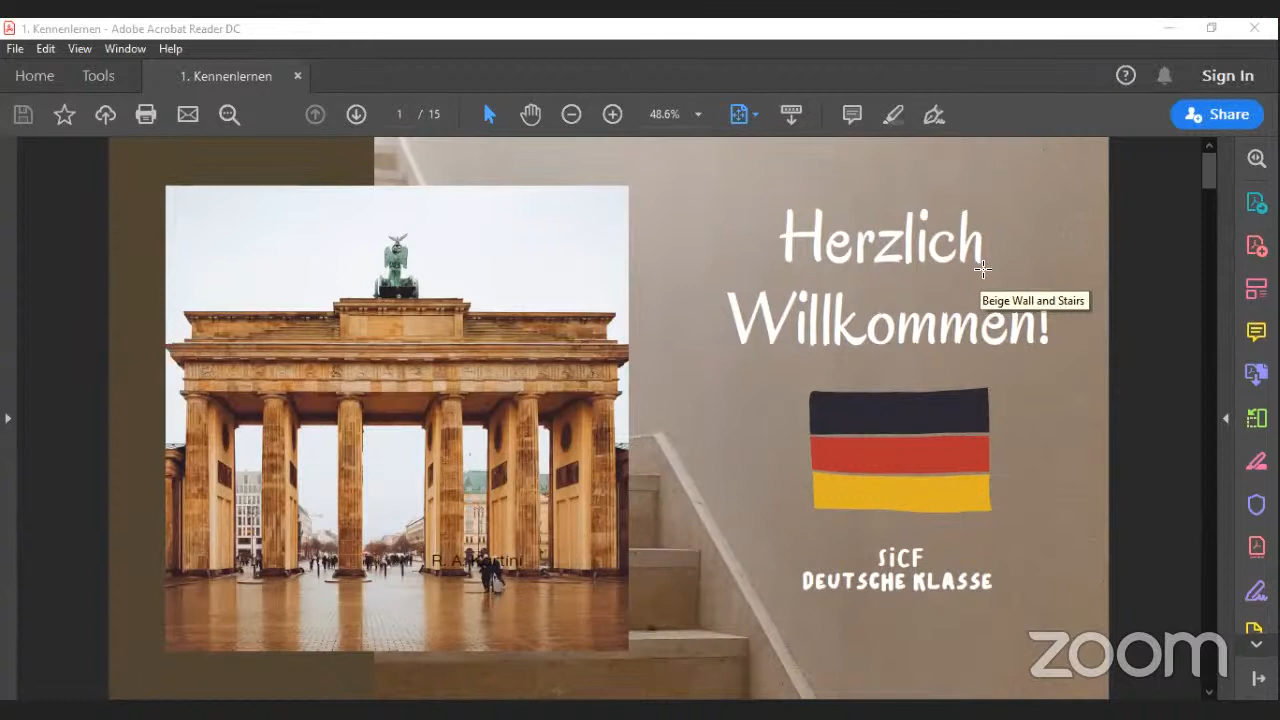 1. Kennenlernen - Adobe Acrobat Reader DC
File Edit View Window Help
Home Tools 1. Kennenlernen × Sign In
1 / 15 48.6% Share
Herzlich
Willkommen!
Beige Wall and Stairs
SiCF
DEUTSCHE KLASSE
zoom